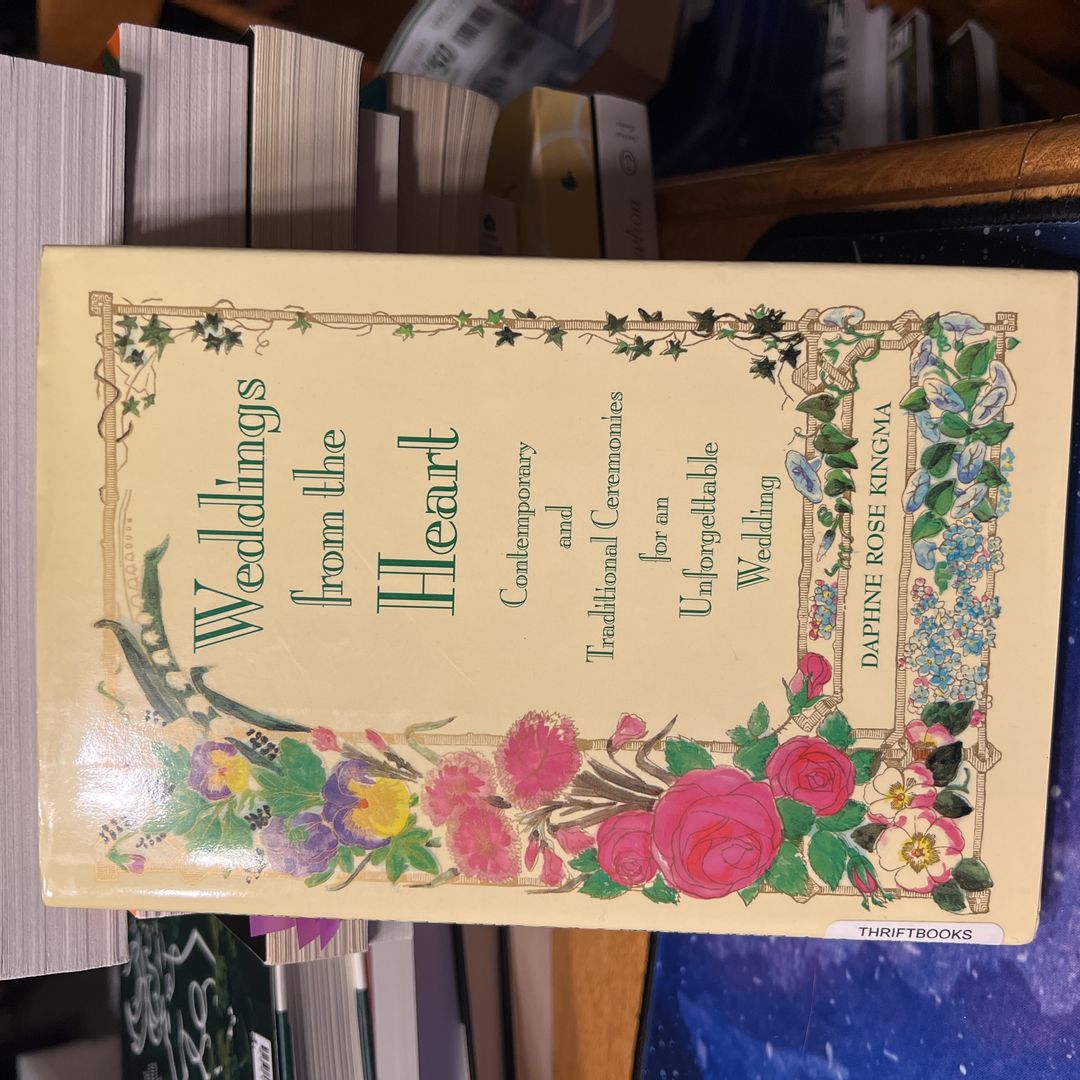 Weddings
from the
Heart
Contemporary
and
Traditional Ceremonies
for an
Unforgettable
Wedding
DAPHNE ROSE KINGMA
THRIFTBOOKS